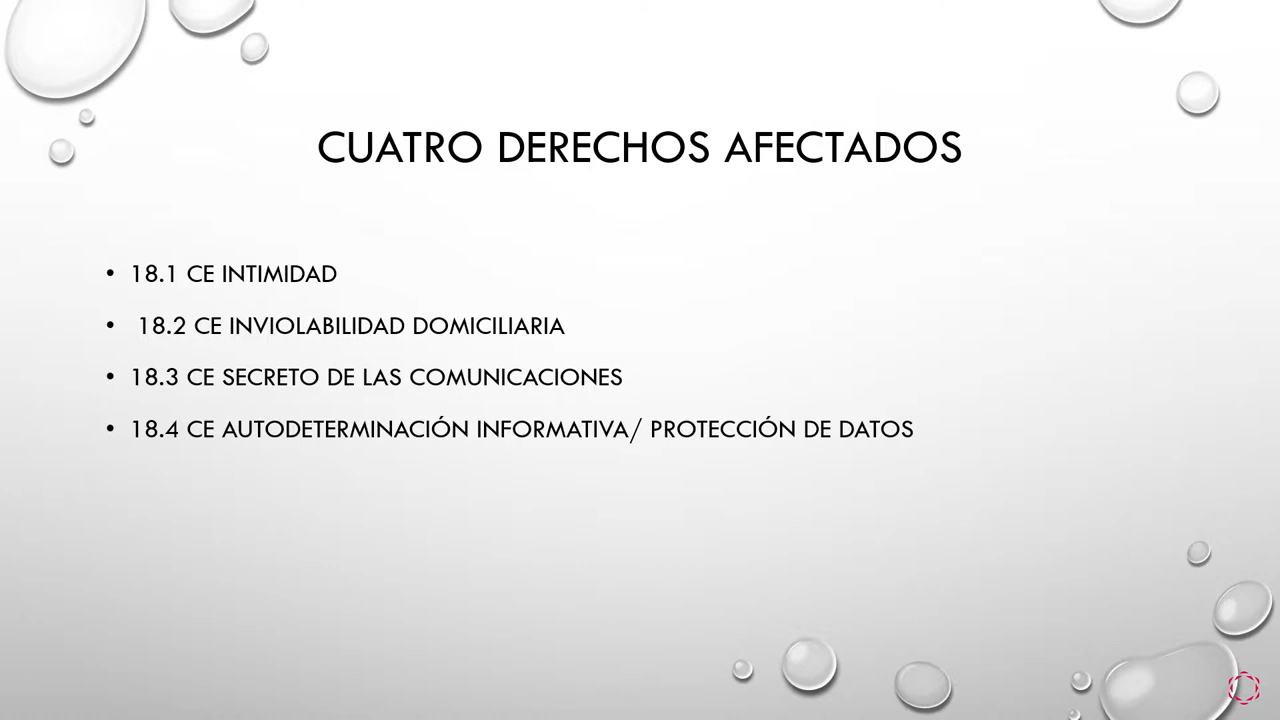 CUATRO DERECHOS AFECTADOS
• 18.1 CE INTIMIDAD
• 18.2 CE INVIOLABILIDAD DOMICILIARIA
• 18.3 CE SECRETO DE LAS COMUNICACIONES
• 18.4 CE AUTODETERMINACIÓN INFORMATIVA/ PROTECCIÓN DE DATOS